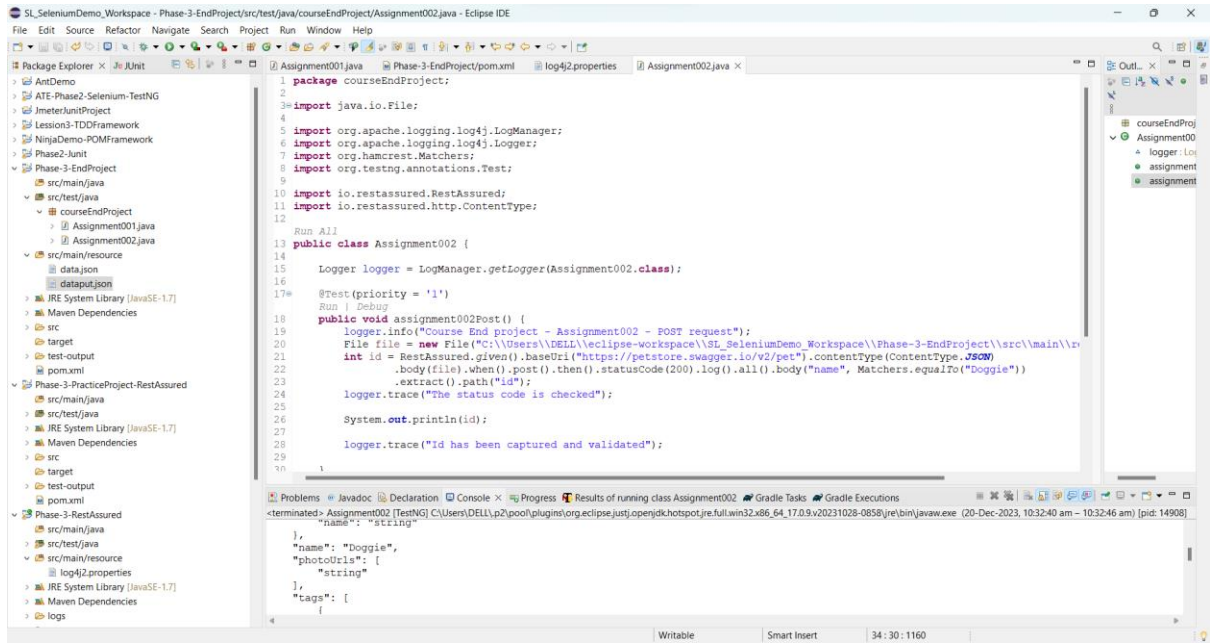 SL_SeleniumDemo_Workspace - Phase-3-EndProject/src/test/java/courseEndProject/Assignment002.java - Eclipse IDE
File Edit Source Refactor Navigate Search Project Run Window Help
Package Explorer × JUnit
AntDemo
ATE-Phase2-Selenium-TestNG
JmeterJunitProject
Lession3-TDDFramework
NinjaDemo-POMFramework
Phase2-Junit
Phase-3-EndProject
src/main/java
src/test/java
courseEndProject
Assignment001.java
Assignment002.java
src/main/resource
data.json
dataput.json
JRE System Library [JavaSE-1.7]
Maven Dependencies
src
target
test-output
pom.xml
Phase-3-PracticeProject-RestAssured
src/main/java
src/test/java
JRE System Library [JavaSE-1.7]
Maven Dependencies
src
target
test-output
pom.xml
Phase-3-RestAssured
src/main/java
src/test/java
src/main/resource
log4j2.properties
JRE System Library [JavaSE-1.7]
Maven Dependencies
logs
Assignment001.java Phase-3-EndProject/pom.xml log4j2.properties Assignment002.java ×
1 package courseEndProject;
2
3 import java.io.File;
4
5 import org.apache.logging.log4j.LogManager;
6 import org.apache.logging.log4j.Logger;
7 import org.hamcrest.Matchers;
8 import org.testng.annotations.Test;
9
10 import io.restassured.RestAssured;
11 import io.restassured.http.ContentType;
12
Run All
13 public class Assignment002 {
14
15 Logger logger = LogManager.getLogger(Assignment002.class);
16
17 @Test(priority = '1')
Run | Debug
18 public void assignment002Post() {
19 logger.info("Course End project - Assignment002 - POST request");
20 File file = new File("C:\\Users\\DELL\\eclipse-workspace\\SL_SeleniumDemo_Workspace\\Phase-3-EndProject\\src\\main\\r
21 int id = RestAssured.given().baseUri("https://petstore.swagger.io/v2/pet").contentType(ContentType.JSON)
22 .body(file).when().post().then().statusCode(200).log().all().body("name", Matchers.equalTo("Doggie"))
23 .extract().path("id");
24 logger.trace("The status code is checked");
25
26 System.out.println(id);
27
28 logger.trace("Id has been captured and validated");
29
30 }
Outl... ×
courseEndProj
Assignment00
logger : Lo
assignment
assignment
Problems Javadoc Declaration Console × Progress Results of running class Assignment002 Gradle Tasks Gradle Executions
<terminated> Assignment002 [TestNG] C:\Users\DELL\.p2\pool\plugins\org.eclipse.justj.openjdk.hotspot.jre.full.win32.x86_64_17.0.9.v20231028-0858\jre\bin\javaw.exe (20-Dec-2023, 10:32:40 am – 10:32:46 am) [pid: 14908]
"name": "string"
},
"name": "Doggie",
"photoUrls": [
"string"
],
"tags": [
{
Writable Smart Insert 34 : 30 : 1160